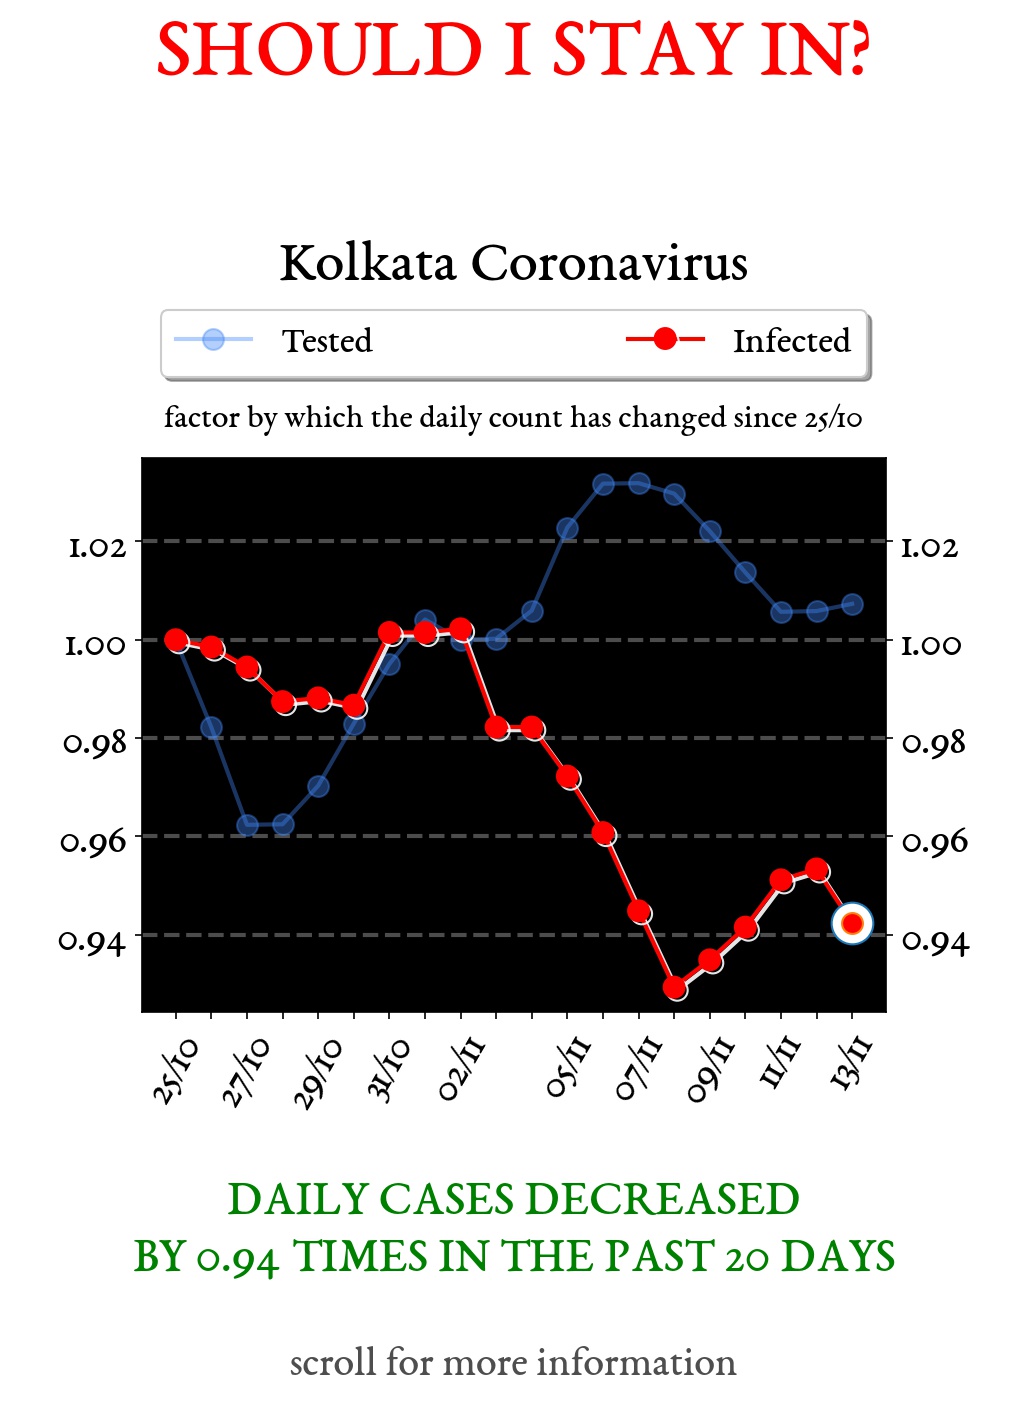 SHOULD I STAY IN?
Kolkata Coronavirus
Tested Infected
factor by which the daily count has changed since 25/10
1.02 1.02
1.00 1.00
0.98 0.98
0.96 0.96
0.94 0.94
25/10 27/10 29/10 31/10 02/11 05/11 07/11 09/11 11/11 13/11
DAILY CASES DECREASED
BY 0.94 TIMES IN THE PAST 20 DAYS
scroll for more information